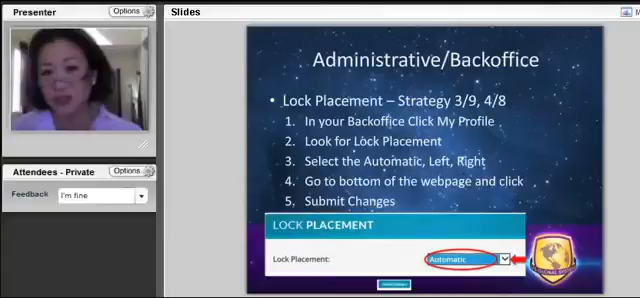 Presenter
Options
Attendees - Private
Options
Feedback
I'm fine
Slides
Administrative/Backoffice
• Lock Placement – Strategy 3/9, 4/8
1. In your Backoffice Click My Profile
2. Look for Lock Placement
3. Select the Automatic, Left, Right
4. Go to bottom of the webpage and click
5. Submit Changes
LOCK PLACEMENT
Lock Placement:
Automatic
GLOBAL